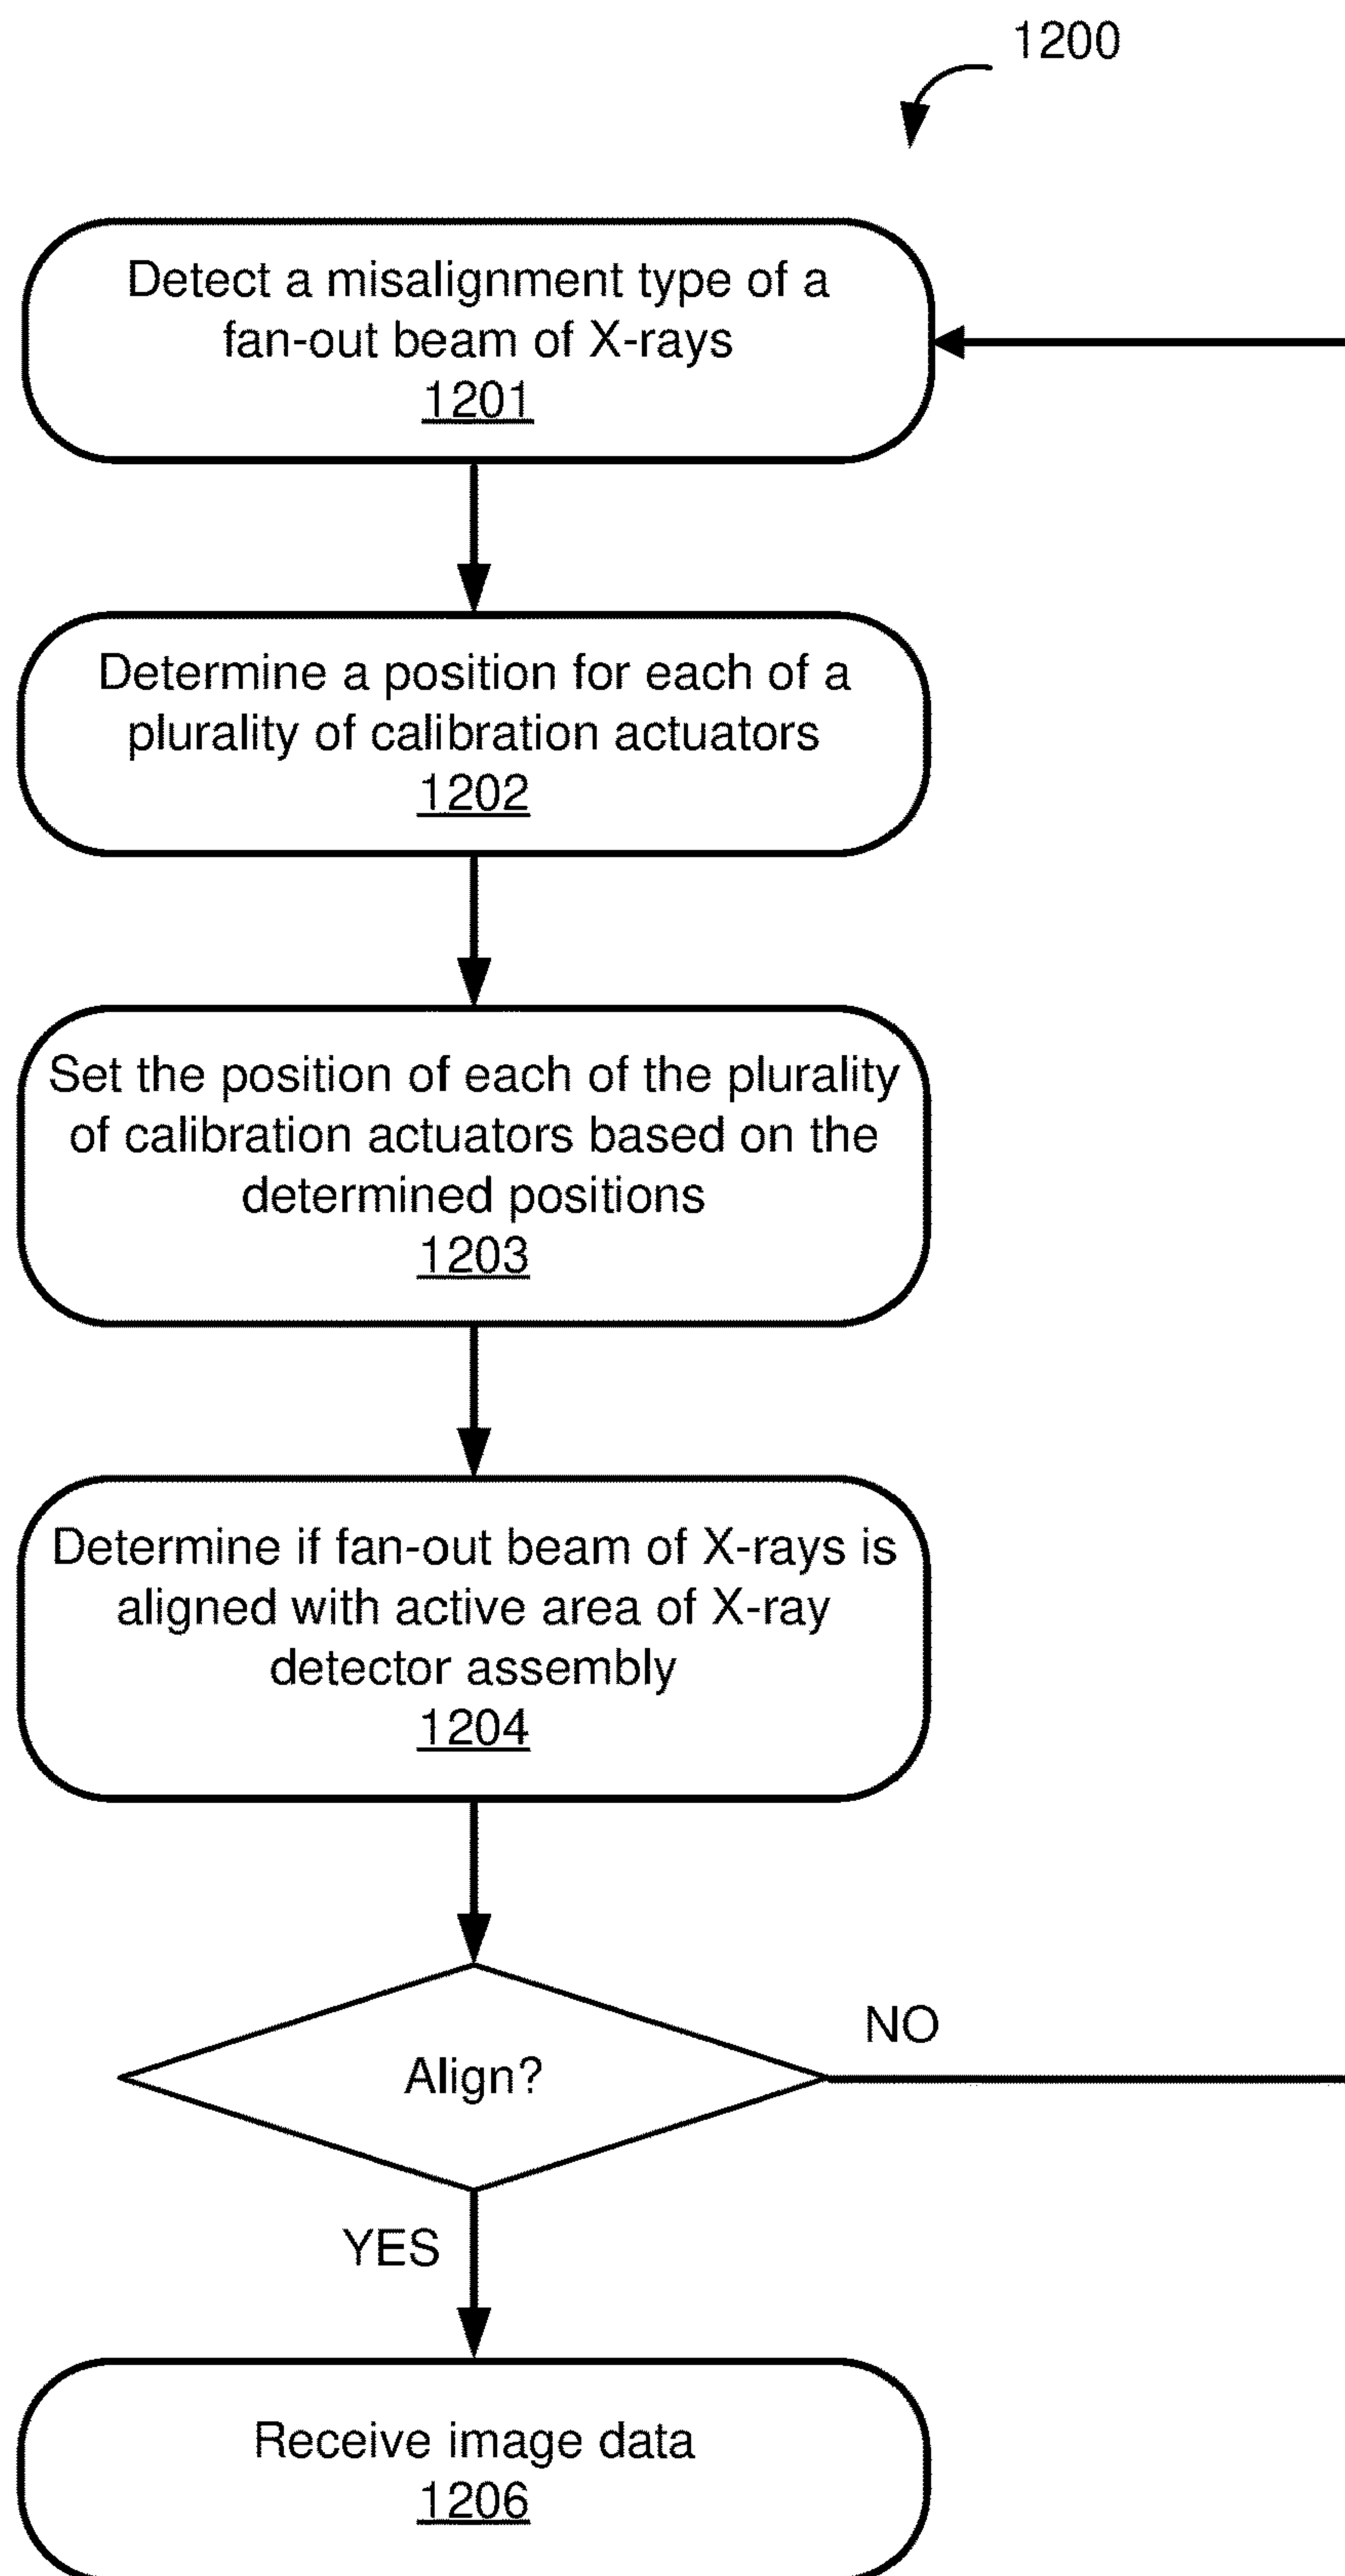 1200
Detect a misalignment type of a
fan-out beam of X-rays
1201
Determine a position for each of a
plurality of calibration actuators
1202
Set the position of each of the plurality
of calibration actuators based on the
determined positions
1203
Determine if fan-out beam of X-rays is
aligned with active area of X-ray
detector assembly
1204
NO
Align?
YES
Receive image data
1206